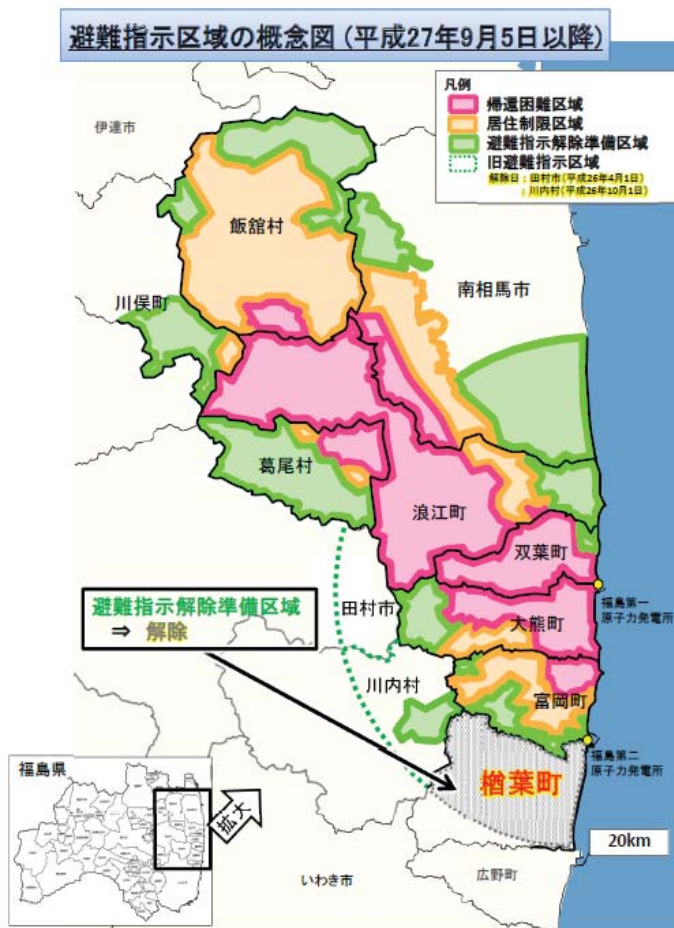 避難指示区域の概念図(平成27年9月5日以降)
凡例
帰還困難区域
居住制限区域
避難指示解除準備区域
旧避難指示区域
解除日:田村市(平成26年4月1日)
:川内村(平成26年10月1日)
伊達市
飯舘村
南相馬市
川俣町
葛尾村
浪江町
双葉町
福島第一
原子力発電所
避難指示解除準備区域
⇒ 解除
田村市
大熊町
川内村
富岡町
福島第二
原子力発電所
楢葉町
福島県
拡大
20km
いわき市
広野町